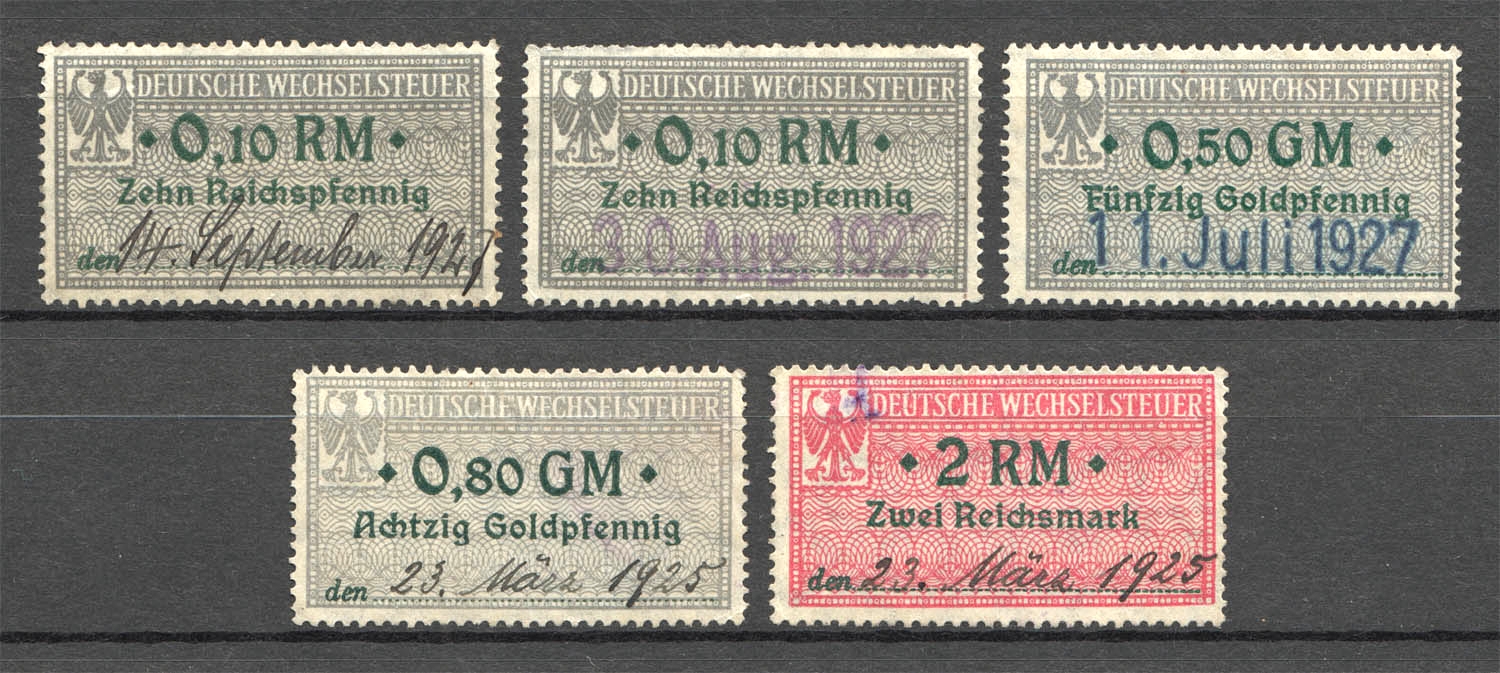 DEUTSCHE WECHSELSTEUER
0,10 RM
Zehn Reichspfennig
den 14. September 1927
DEUTSCHE WECHSELSTEUER
0,10 RM
Zehn Reichspfennig
den 30 Aug 1927
DEUTSCHE WECHSELSTEUER
0,50 GM
Fünfzig Goldpfennig
den 11. Juli 1927
DEUTSCHE WECHSELSTEUER
0,80 GM
Achtzig Goldpfennig
den 23. März 1925
DEUTSCHE WECHSELSTEUER
2 RM
Zwei Reichsmark
den 23. März 1925